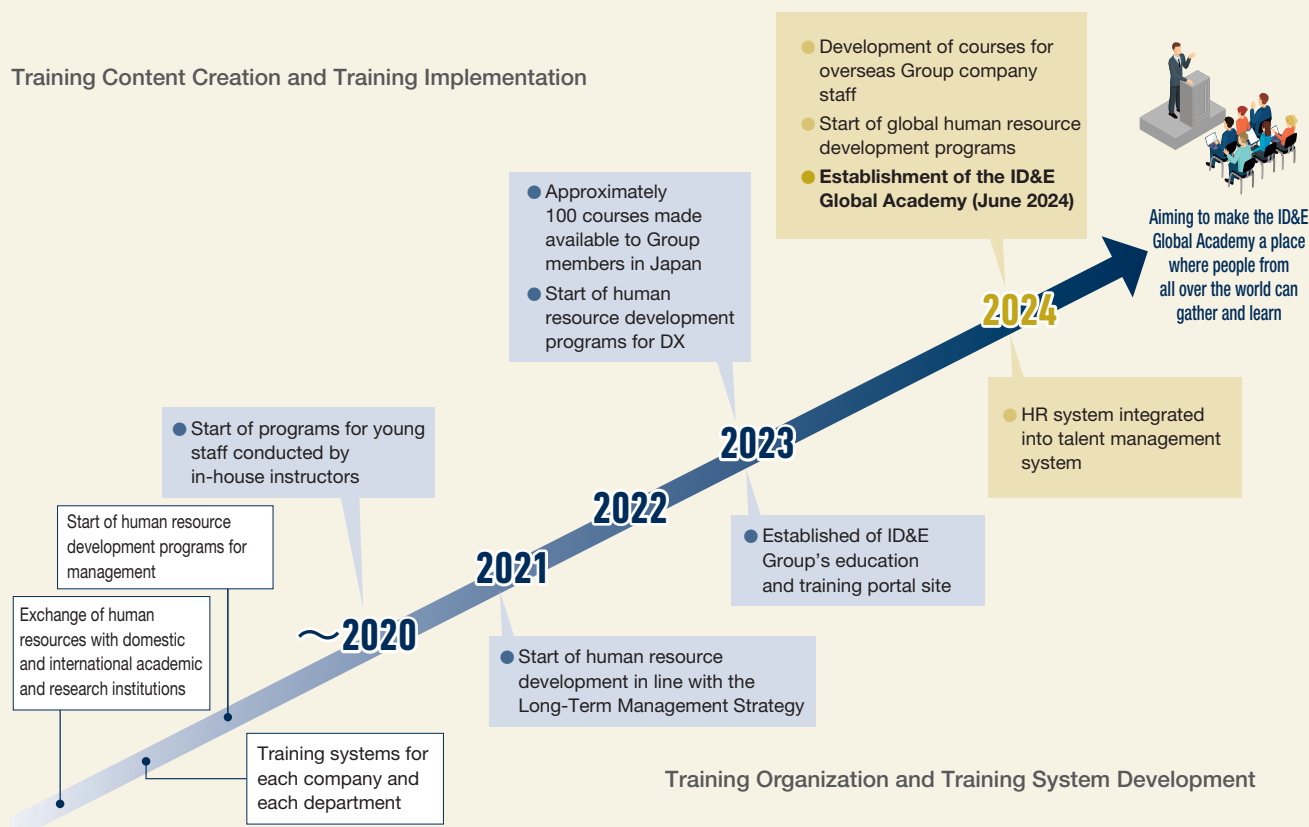 Training Content Creation and Training Implementation
Development of courses for
overseas Group company
staff
Start of global human resource
development programs
Establishment of the ID&E
Global Academy (June 2024)
Aiming to make the ID&E
Global Academy a place
where people from
all over the world can
gather and learn
Approximately
100 courses made
available to Group
members in Japan
Start of human
resource development
programs for DX
2024
HR system integrated
into talent management
system
Start of programs for young
staff conducted by
in-house instructors
2023
2022
Established of ID&E
Group’s education
and training portal site
Start of human resource
development programs for
management
2021
Exchange of human
resources with domestic
and international academic
and research institutions
～2020
Start of human resource
development in line with the
Long-Term Management Strategy
Training systems for
each company and
each department
Training Organization and Training System Development